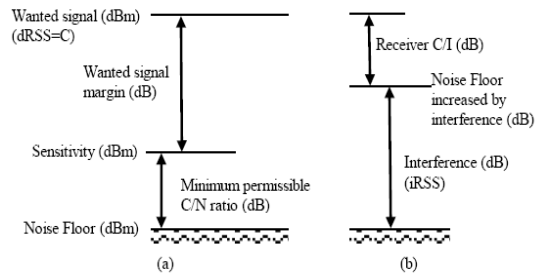 Wanted signal (dBm)
(dRSS=C)
Wanted signal
margin (dB)
Sensitivity (dBm)
Minimum permissible
C/N ratio (dB)
Noise Floor (dBm)
(a)
Receiver C/I (dB)
Noise Floor
increased by
interference (dB)
Interference (dB)
(iRSS)
(b)